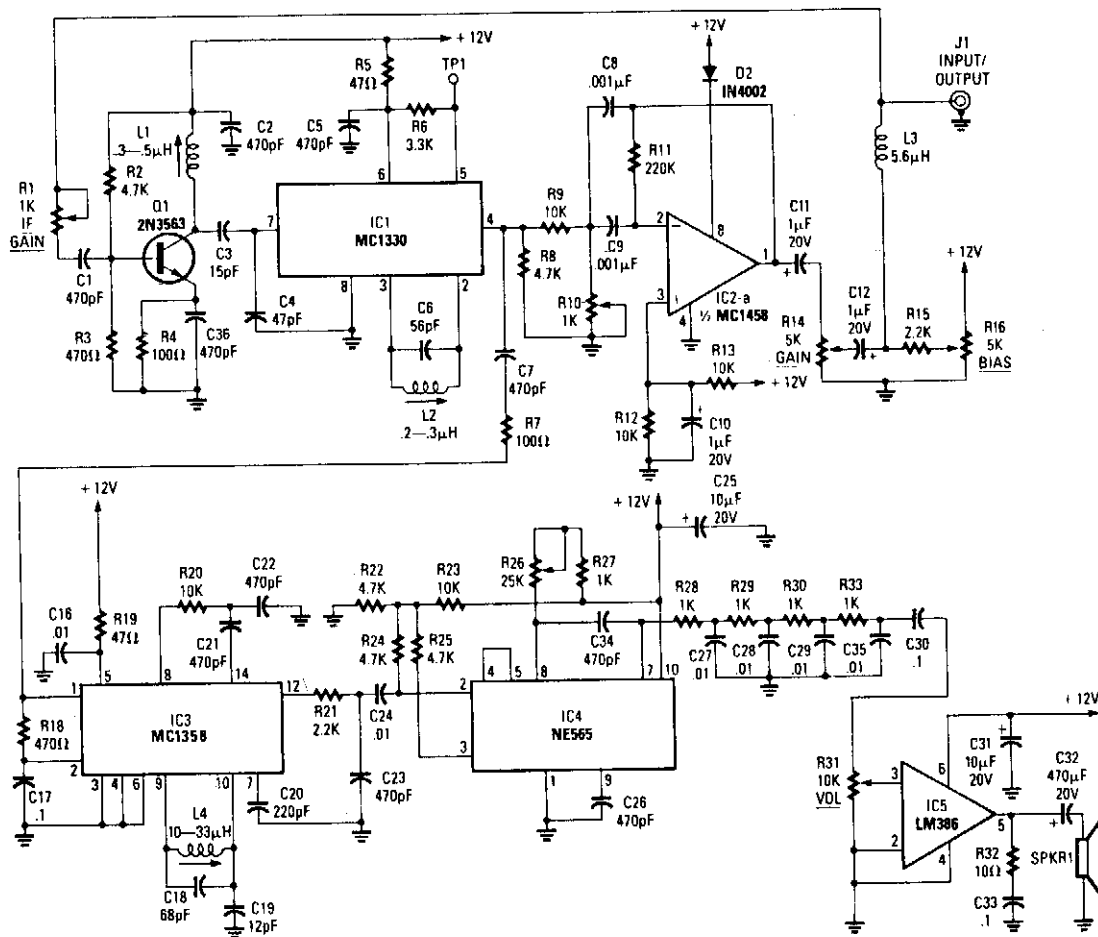 + 12V
R5
47Ω
TP1
C5
470pF
R6
3.3K
C2
470pF
L1
.3—.5µH
R2
4.7K
R1
1K
IF
GAIN
Q1
2N3563
C1
470pF
C3
15pF
C4
47pF
R3
470Ω
R4
100Ω
C36
470pF
6
5
7
IC1
MC1330
4
8
3
2
C6
56pF
L2
.2—.3µH
C8
.001µF
R11
220K
R9
10K
C9
.001µF
R8
4.7K
R10
1K
C7
470pF
R7
100Ω
+ 12V
D2
IN4002
2
−
8
1
3
+
4
IC2-a
½ MC1458
R13
10K
+ 12V
R12
10K
+
C10
1µF
20V
J1
INPUT/
OUTPUT
L3
5.6µH
C11
1µF
20V
+
C12
1µF
20V
+
R14
5K
GAIN
R15
2.2K
+ 12V
R16
5K
BIAS
+ 12V
C16
.01
R19
47Ω
R20
10K
C22
470pF
C21
470pF
5
8
14
1
12
IC3
MC1358
R18
470Ω
2
3
4
6
9
10
7
C17
.1
L4
10—33µH
C18
68pF
C19
12pF
C20
220pF
R21
2.2K
C24
.01
C23
470pF
R22
4.7K
R23
10K
R24
4.7K
R25
4.7K
+ 12V
C25
10µF
20V
+
R26
25K
R27
1K
C34
470pF
4
5
8
7
10
2
IC4
NE565
3
1
9
C26
470pF
R28
1K
R29
1K
R30
1K
R33
1K
C27
.01
C28
.01
C29
.01
C35
.01
C30
.1
R31
10K
VOL
+ 12V
+
C31
10µF
20V
C32
470µF
20V
+
3
6
IC5
LM386
5
2
4
R32
10Ω
C33
.1
SPKR1